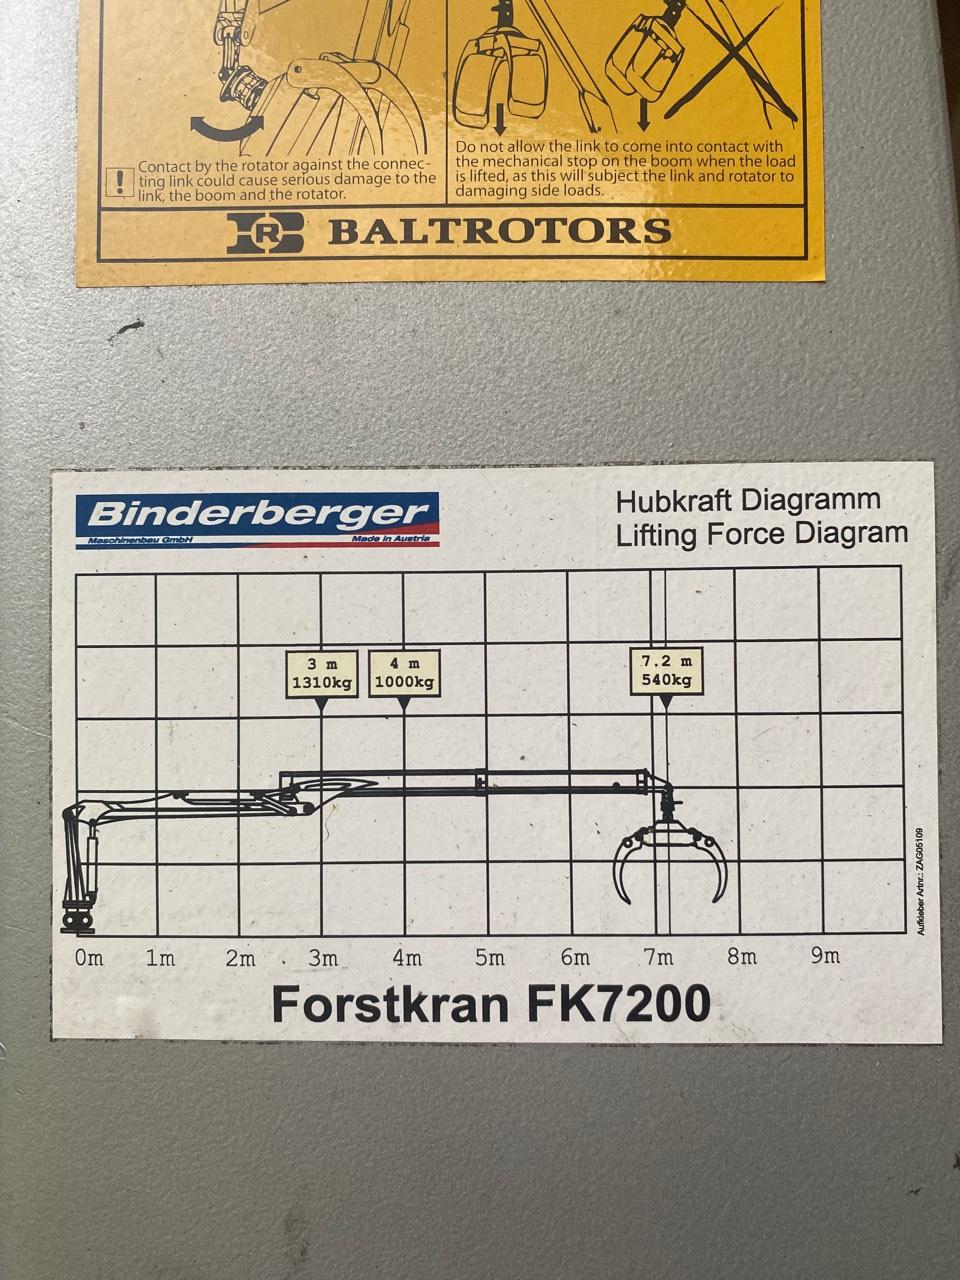 Contact by the rotator against the connec-
ting link could cause serious damage to the
link, the boom and the rotator.
Do not allow the link to come into contact with
the mechanical stop on the boom when the load
is lifted, as this will subject the link and rotator to
damaging side loads.
R BALTROTORS
Binderberger
Maschinenbau GmbH Made in Austria
Hubkraft Diagramm
Lifting Force Diagram
3 m
1310kg
4 m
1000kg
7.2 m
540kg
0m 1m 2m 3m 4m 5m 6m 7m 8m 9m
Forstkran FK7200
Aufkleber Artnr.: ZAG05109